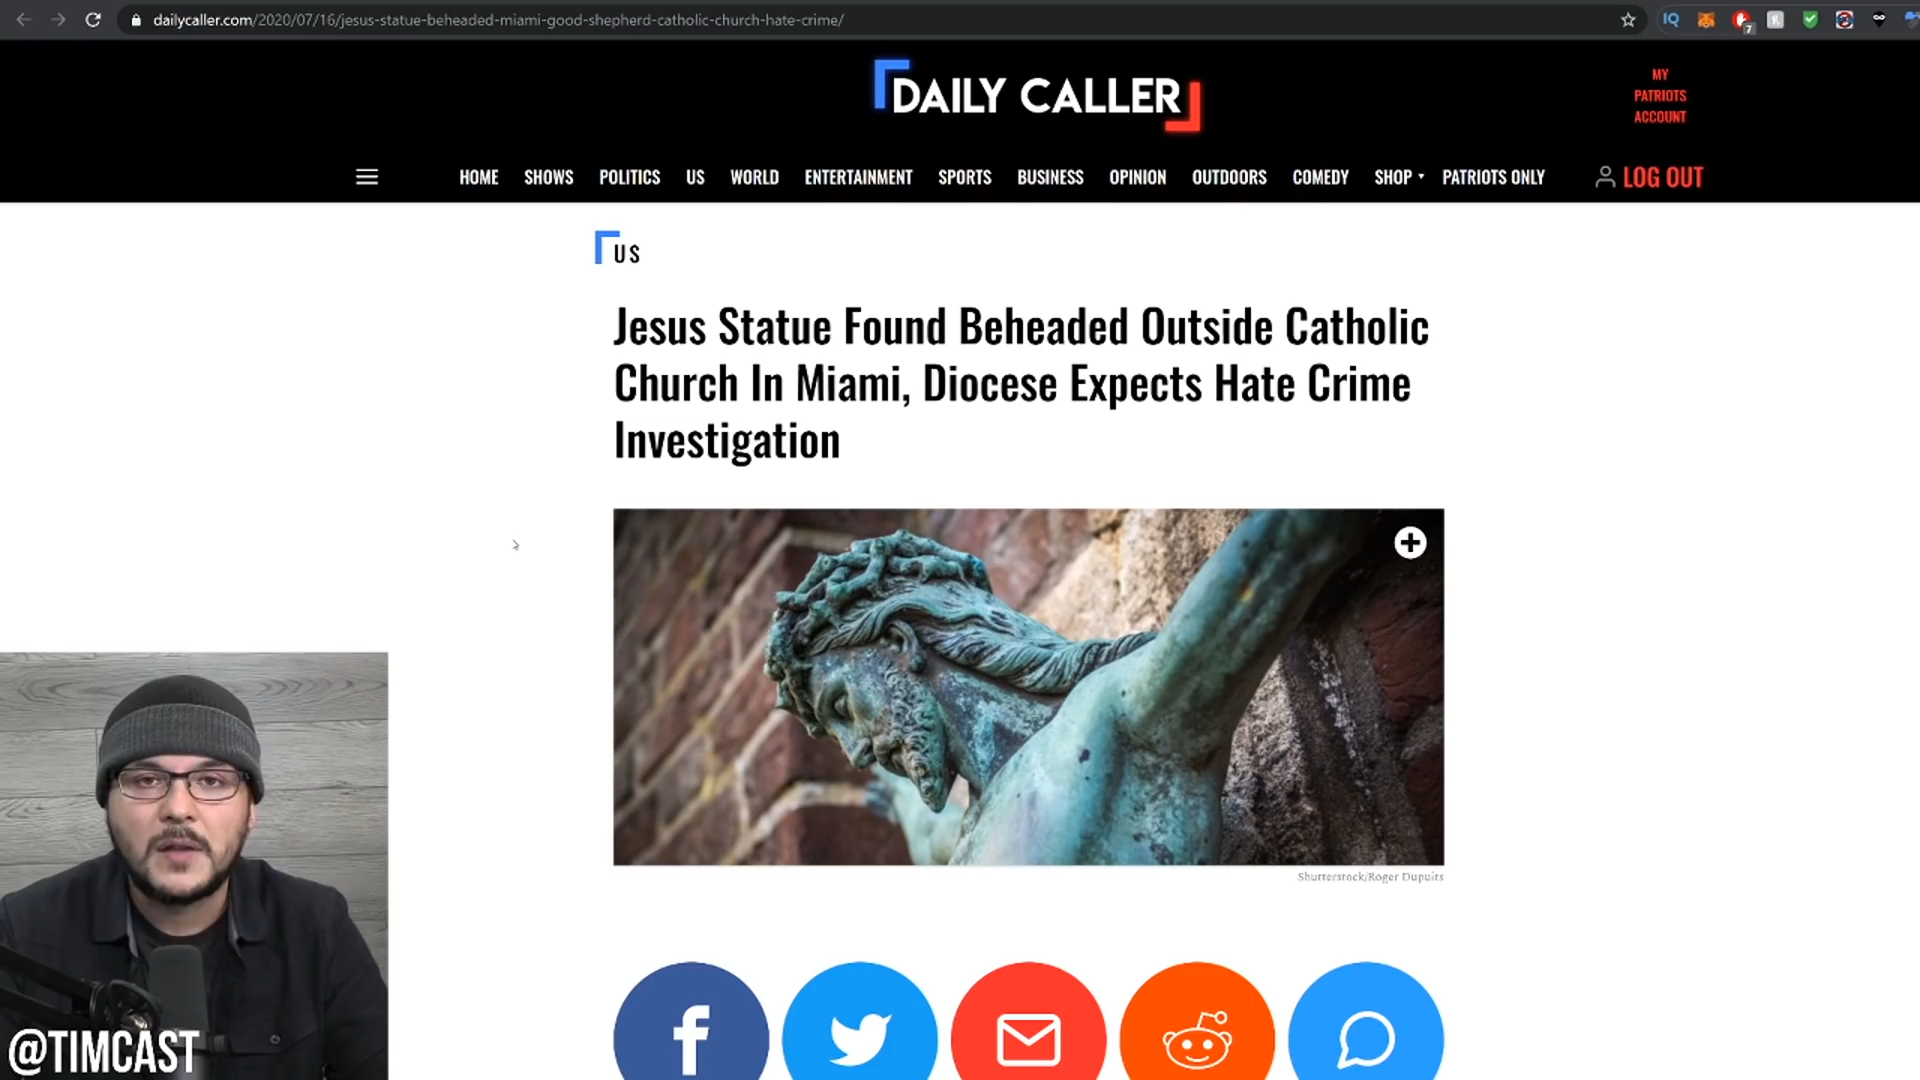 dailycaller.com/2020/07/16/jesus-statue-beheaded-miami-good-shepherd-catholic-church-hate-crime/
IQ
7
DAILY CALLER
MY
PATRIOTS
ACCOUNT
HOME SHOWS POLITICS US WORLD ENTERTAINMENT SPORTS BUSINESS OPINION OUTDOORS COMEDY SHOP PATRIOTS ONLY LOG OUT
US
Jesus Statue Found Beheaded Outside Catholic
Church In Miami, Diocese Expects Hate Crime
Investigation
Shutterstock/Roger Dupuits
@TIMCAST